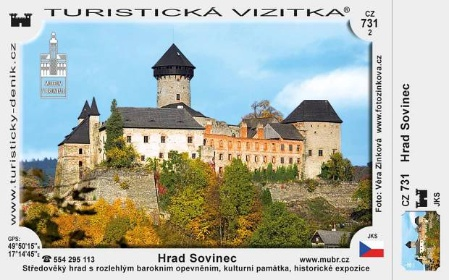 TURISTICKÁ VIZITKA®
CZ
731
2
www.turisticky-denik.cz
Foto: Věra Zinková www.fotozinkova.cz
JKS
GPS:
49°50'15"N
17°14'45"E
☎ 554 295 113
Hrad Sovinec
www.mubr.cz
Středověký hrad s rozlehlým barokním opevněním, kulturní památka, historické expozice
CZ 731 Hrad Sovinec
JKS